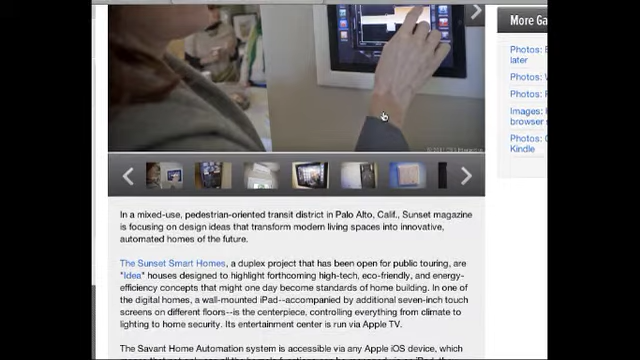 More Ga
Photos: E
later
Photos: W
Photos: F
Images: I
browser s
Photos: C
Kindle
In a mixed-use, pedestrian-oriented transit district in Palo Alto, Calif., Sunset magazine
is focusing on design ideas that transform modern living spaces into innovative,
automated homes of the future.
The Sunset Smart Homes, a duplex project that has been open for public touring, are
"Idea" houses designed to highlight forthcoming high-tech, eco-friendly, and energy-
efficiency concepts that might one day become standards of home building. In one of
the digital homes, a wall-mounted iPad--accompanied by additional seven-inch touch
screens on different floors--is the centerpiece, controlling everything from climate to
lighting to home security. Its entertainment center is run via Apple TV.
The Savant Home Automation system is accessible via any Apple iOS device, which